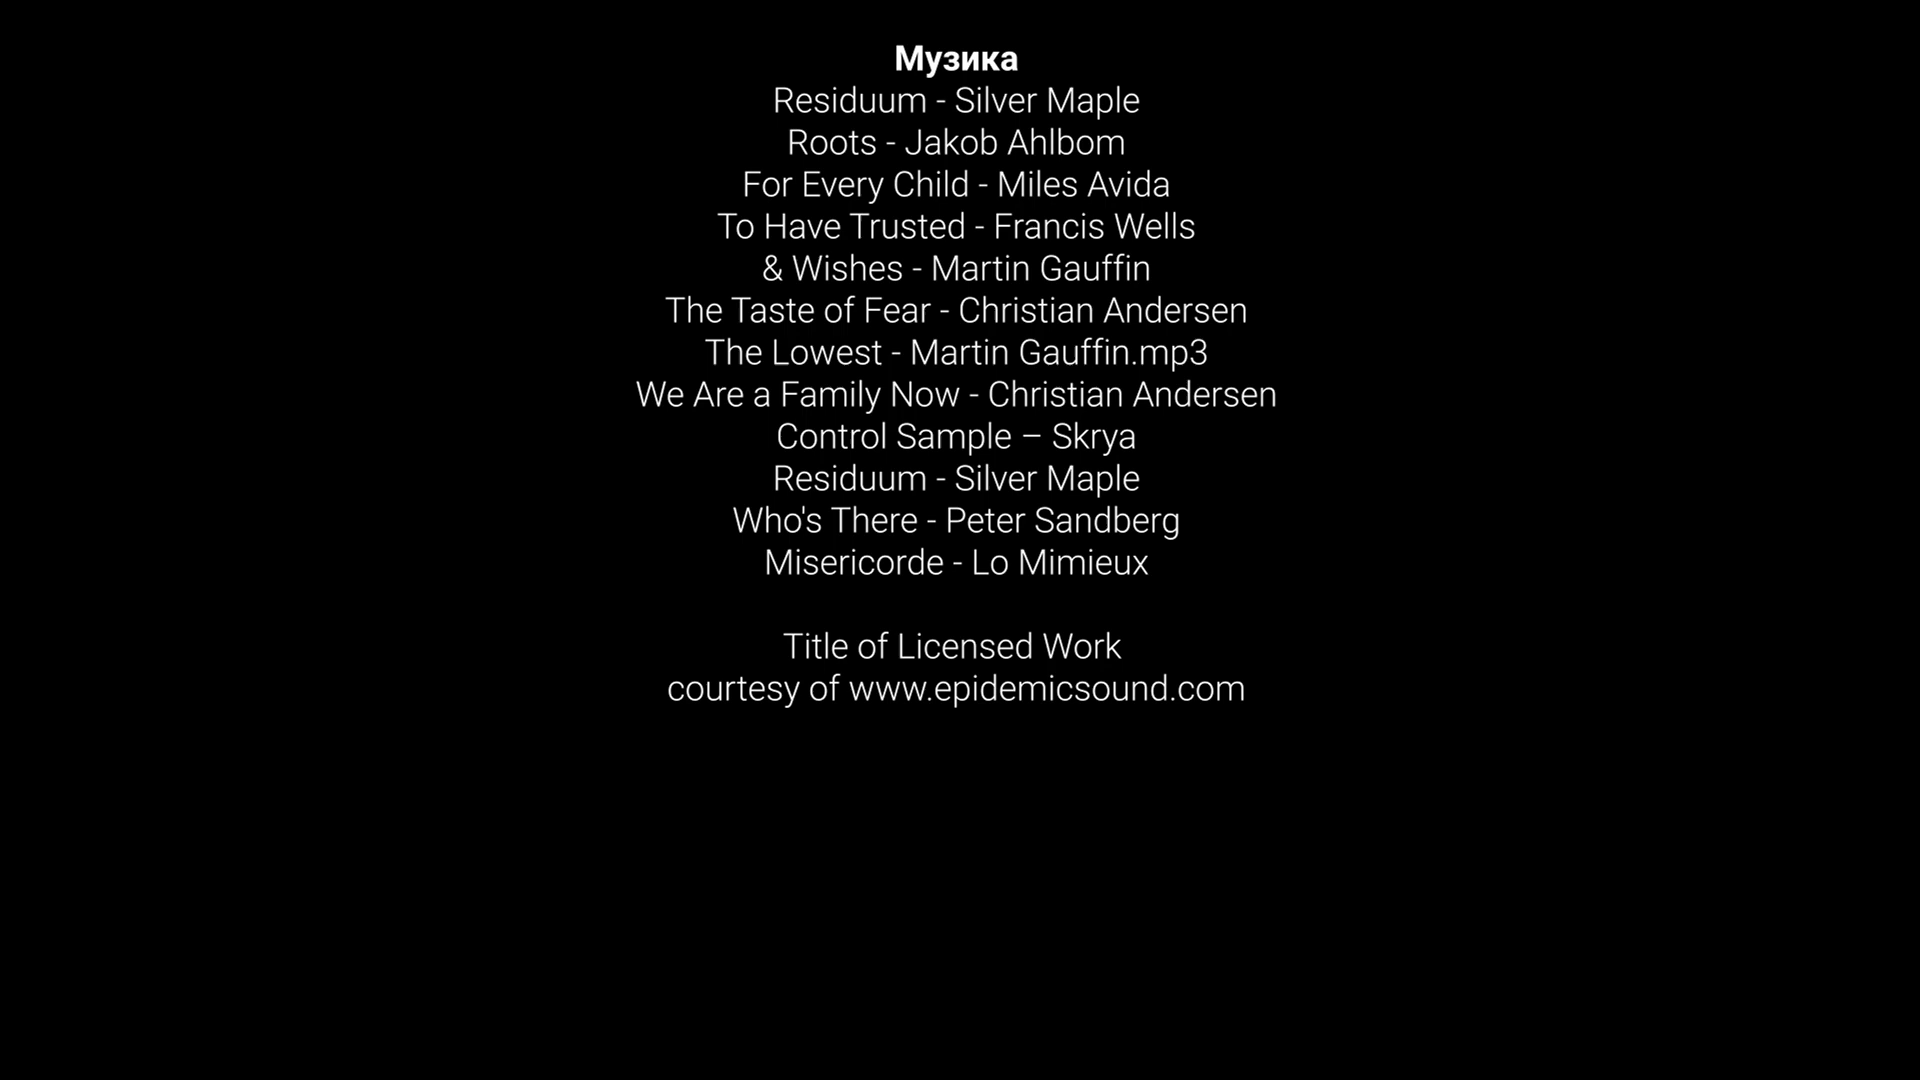 Музика
Residuum - Silver Maple
Roots - Jakob Ahlbom
For Every Child - Miles Avida
To Have Trusted - Francis Wells
& Wishes - Martin Gauffin
The Taste of Fear - Christian Andersen
The Lowest - Martin Gauffin.mp3
We Are a Family Now - Christian Andersen
Control Sample – Skrya
Residuum - Silver Maple
Who's There - Peter Sandberg
Misericorde - Lo Mimieux
Title of Licensed Work
courtesy of www.epidemicsound.com